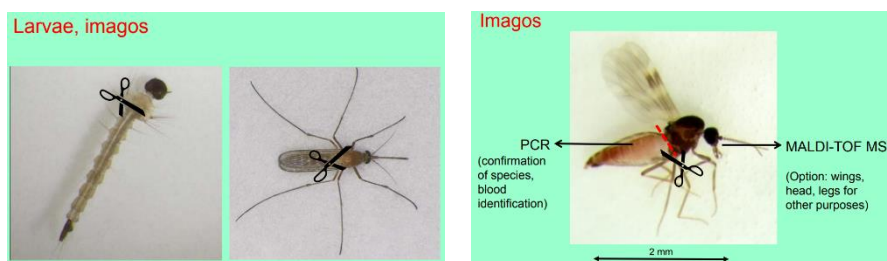 Larvae, imagos
Imagos
PCR
(confirmation
of species,
blood
identification)
MALDI-TOF MS
(Option: wings,
head, legs for
other purposes)
2 mm